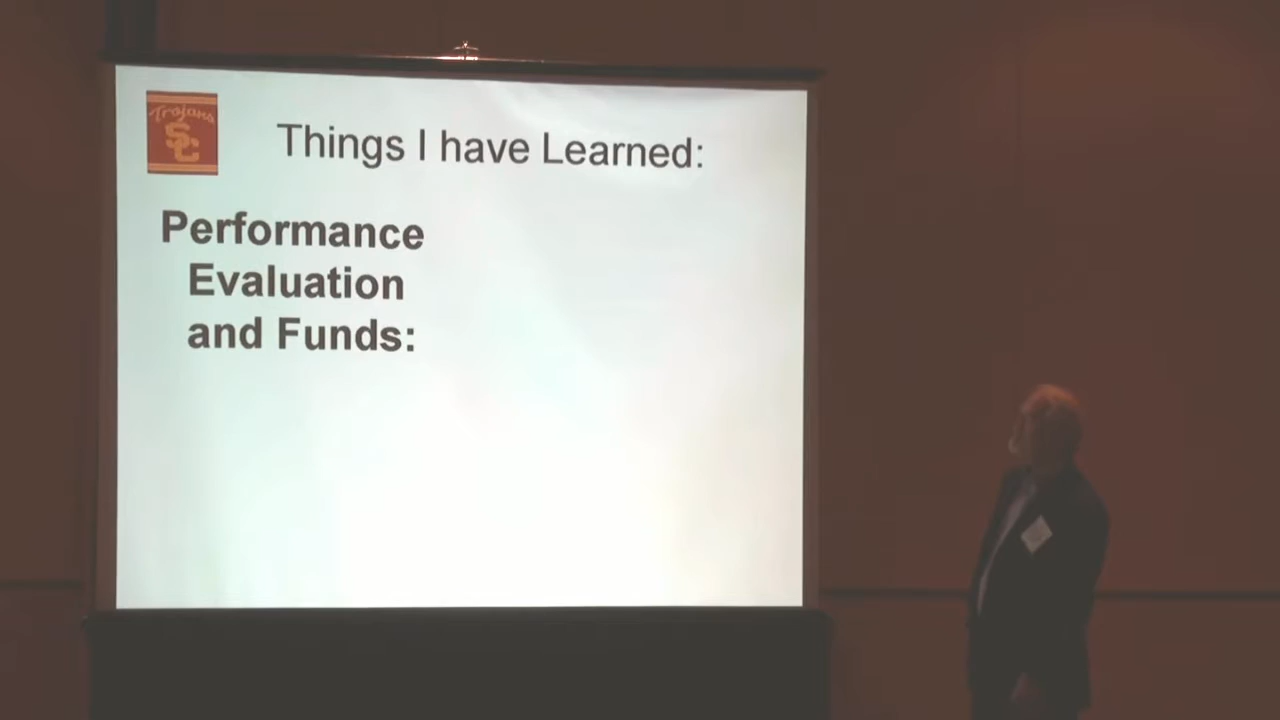 Trojans
SC
Things I have Learned:
Performance
Evaluation
and Funds: